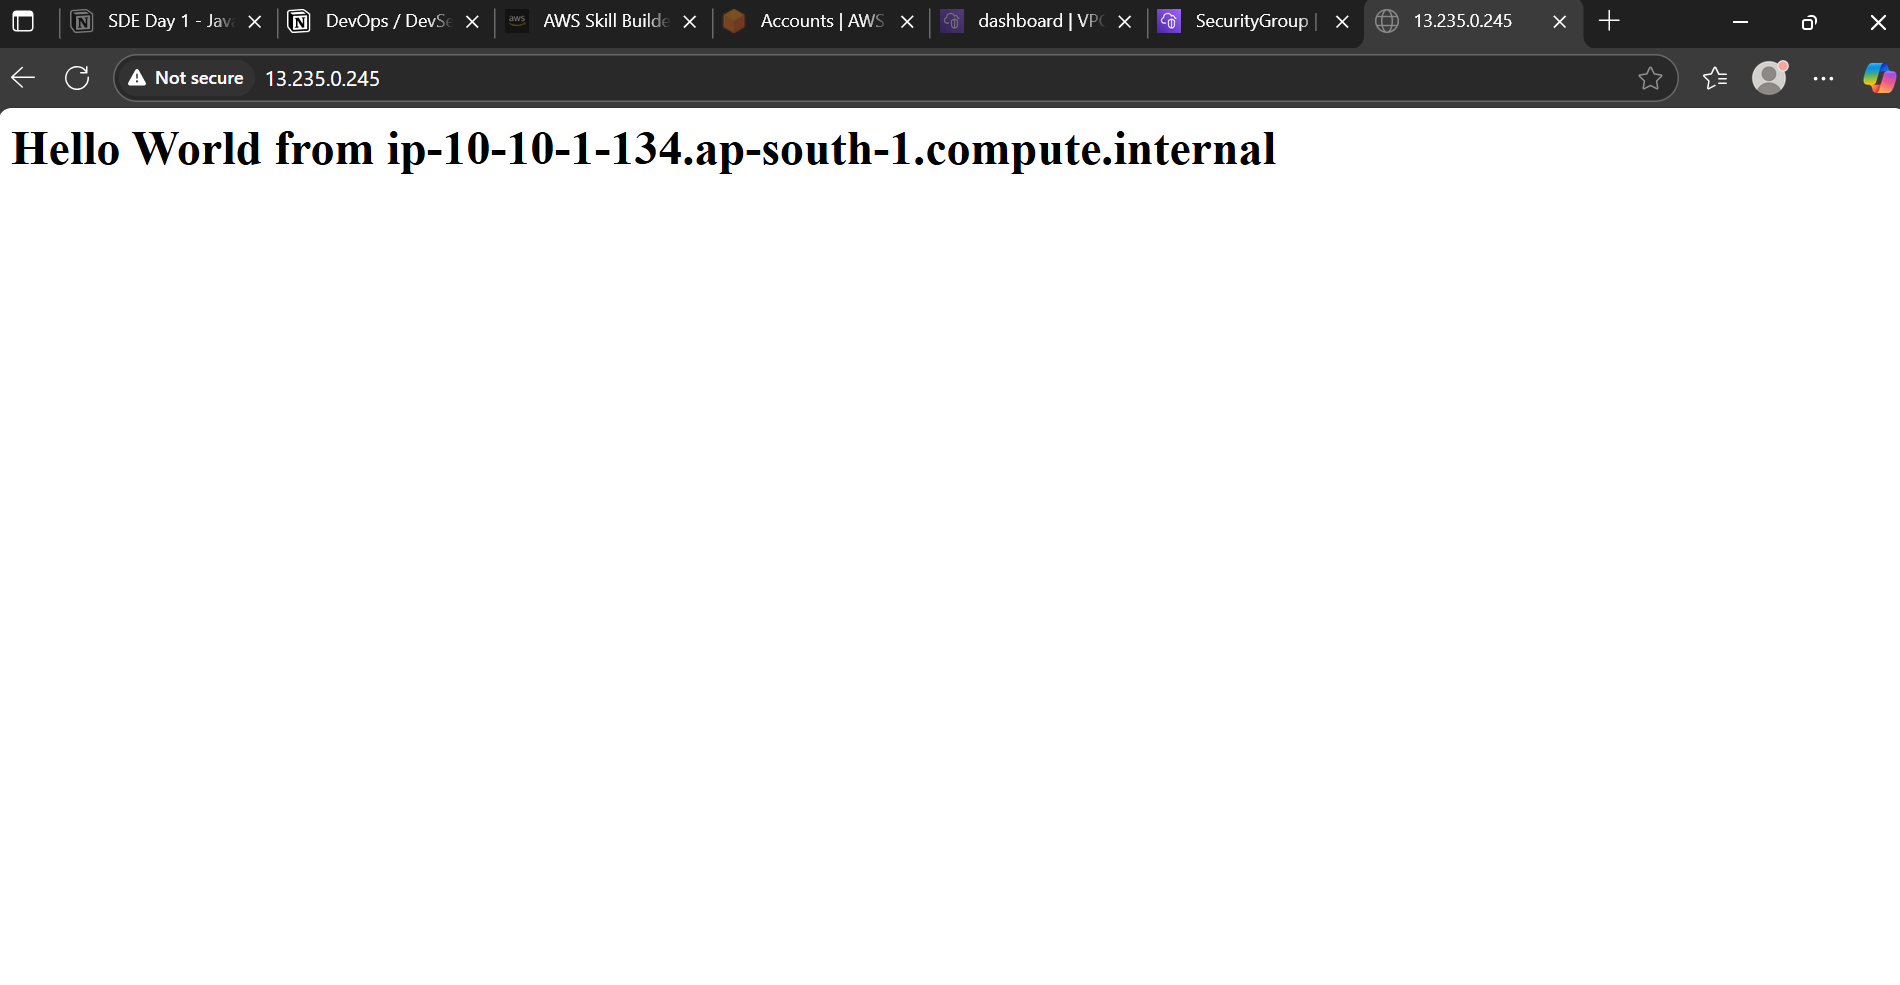 SDE Day 1 - Java
DevOps / DevSe
aws
AWS Skill Builde
Accounts | AWS
dashboard | VPC
SecurityGroup |
13.235.0.245
Not secure
13.235.0.245
Hello World from ip-10-10-1-134.ap-south-1.compute.internal